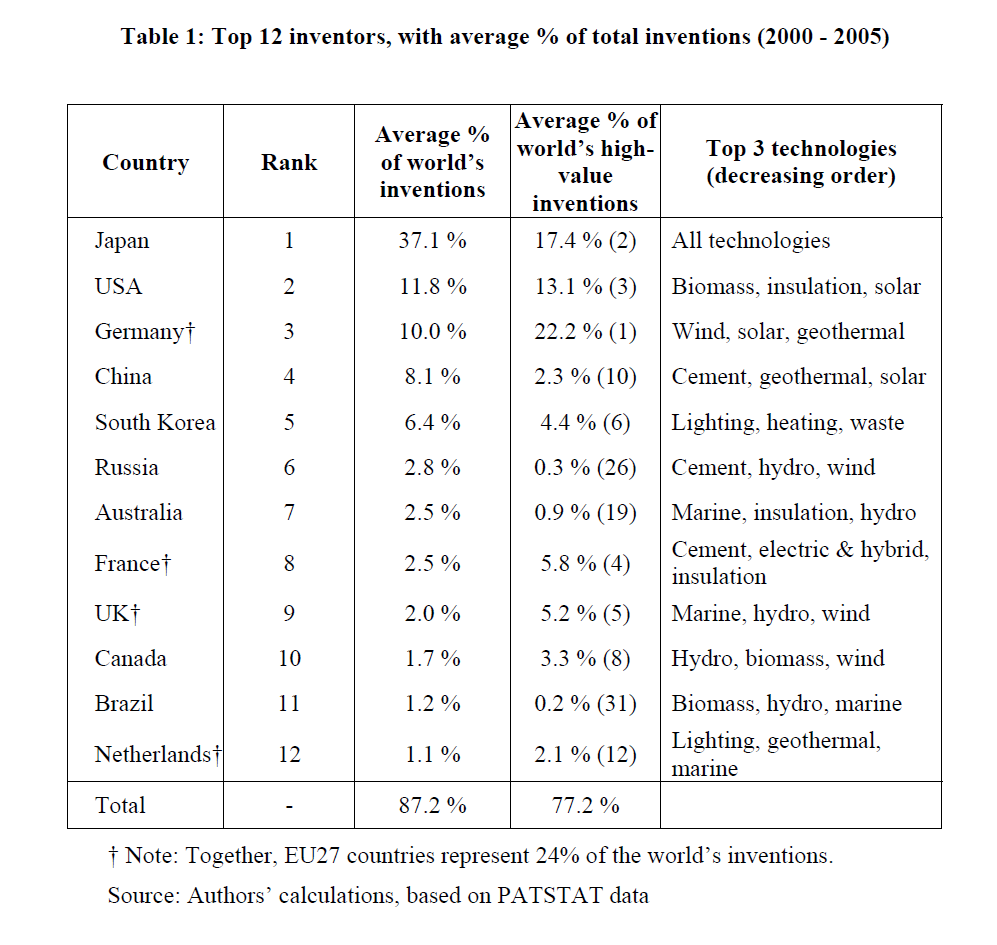 Table 1: Top 12 inventors, with average % of total inventions (2000 - 2005)
Country Rank Average % of world’s inventions Average % of world’s high-value inventions Top 3 technologies (decreasing order)
Japan 1 37.1 % 17.4 % (2) All technologies
USA 2 11.8 % 13.1 % (3) Biomass, insulation, solar
Germany† 3 10.0 % 22.2 % (1) Wind, solar, geothermal
China 4 8.1 % 2.3 % (10) Cement, geothermal, solar
South Korea 5 6.4 % 4.4 % (6) Lighting, heating, waste
Russia 6 2.8 % 0.3 % (26) Cement, hydro, wind
Australia 7 2.5 % 0.9 % (19) Marine, insulation, hydro
France† 8 2.5 % 5.8 % (4) Cement, electric & hybrid, insulation
UK† 9 2.0 % 5.2 % (5) Marine, hydro, wind
Canada 10 1.7 % 3.3 % (8) Hydro, biomass, wind
Brazil 11 1.2 % 0.2 % (31) Biomass, hydro, marine
Netherlands† 12 1.1 % 2.1 % (12) Lighting, geothermal, marine
Total - 87.2 % 77.2 %
† Note: Together, EU27 countries represent 24% of the world’s inventions.
Source: Authors’ calculations, based on PATSTAT data